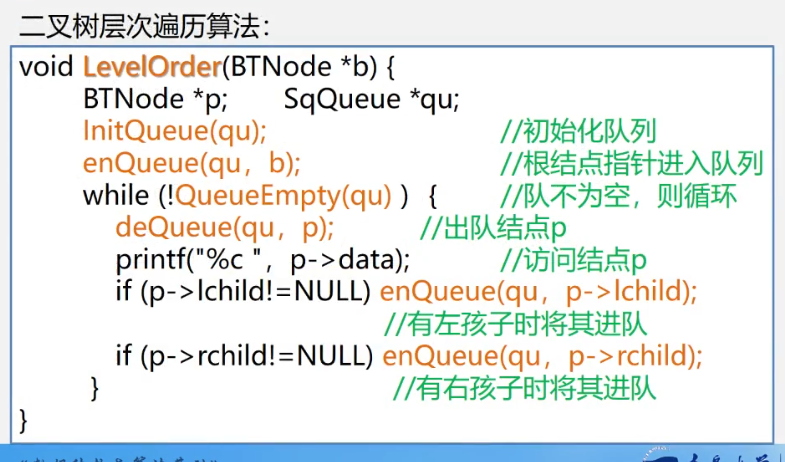 二叉树层次遍历算法：
void LevelOrder(BTNode *b) {
BTNode *p; SqQueue *qu;
InitQueue(qu); //初始化队列
enQueue(qu，b); //根结点指针进入队列
while (!QueueEmpty(qu) ) { //队不为空，则循环
deQueue(qu，p); //出队结点p
printf("%c "，p->data); //访问结点p
if (p->lchild!=NULL) enQueue(qu，p->lchild);
//有左孩子时将其进队
if (p->rchild!=NULL) enQueue(qu，p->rchild);
} //有右孩子时将其进队
}